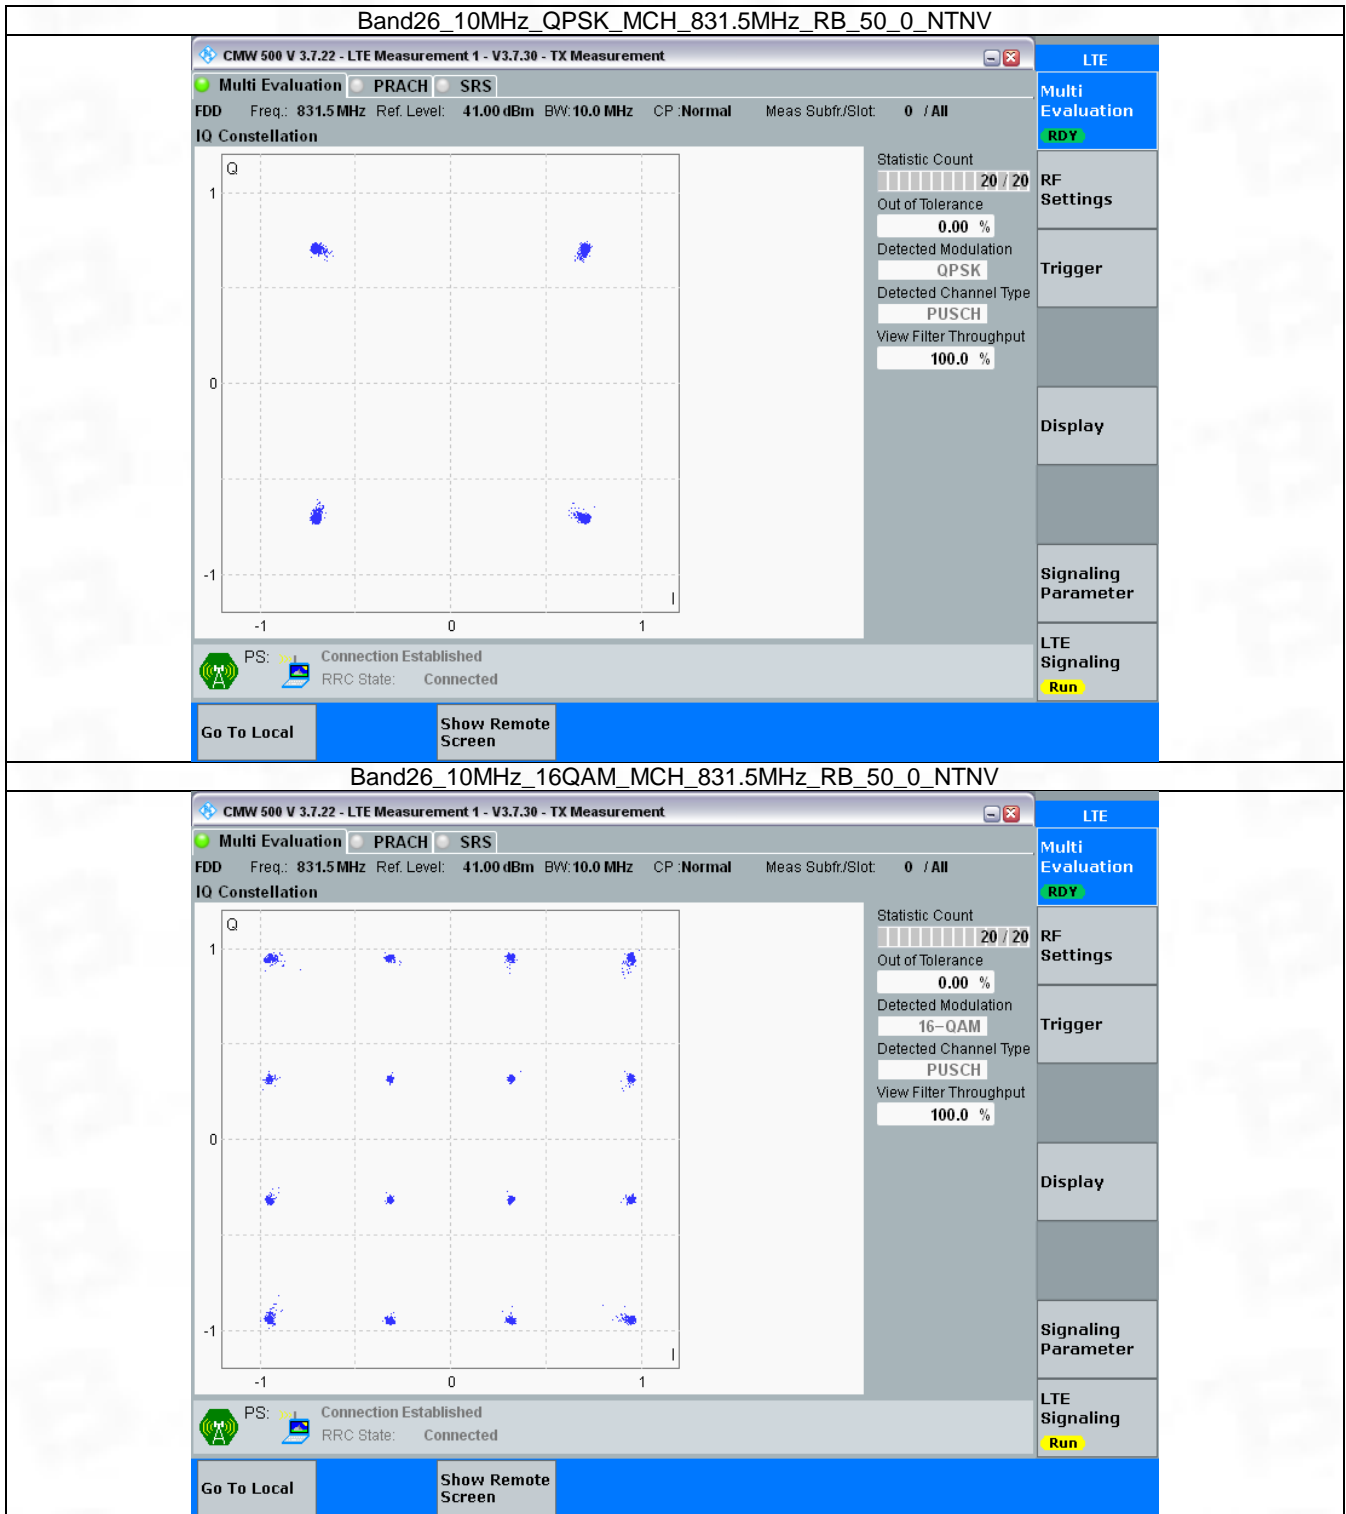 Band26_10MHz_QPSK_MCH_831.5MHz_RB_50_0_NTNV
CMW 500 V 3.7.22 - LTE Measurement 1 - V3.7.30 - TX Measurement
LTE
Multi Evaluation PRACH SRS
Multi
Evaluation
RDY
FDD Freq.: 831.5 MHz Ref. Level: 41.00 dBm BW: 10.0 MHz CP : Normal Meas Subfr./Slot: 0 / All
IQ Constellation
Q
1
0
-1
I
-1 0 1
Statistic Count
20 / 20
Out of Tolerance
0.00 %
Detected Modulation
QPSK
Detected Channel Type
PUSCH
View Filter Throughput
100.0 %
RF
Settings
Trigger
Display
Signaling
Parameter
LTE
Signaling
Run
PS: Connection Established
RRC State: Connected
Go To Local
Show Remote
Screen
Band26_10MHz_16QAM_MCH_831.5MHz_RB_50_0_NTNV
CMW 500 V 3.7.22 - LTE Measurement 1 - V3.7.30 - TX Measurement
LTE
Multi Evaluation PRACH SRS
Multi
Evaluation
RDY
FDD Freq.: 831.5 MHz Ref. Level: 41.00 dBm BW: 10.0 MHz CP : Normal Meas Subfr./Slot: 0 / All
IQ Constellation
Q
1
0
-1
I
-1 0 1
Statistic Count
20 / 20
Out of Tolerance
0.00 %
Detected Modulation
16-QAM
Detected Channel Type
PUSCH
View Filter Throughput
100.0 %
RF
Settings
Trigger
Display
Signaling
Parameter
LTE
Signaling
Run
PS: Connection Established
RRC State: Connected
Go To Local
Show Remote
Screen